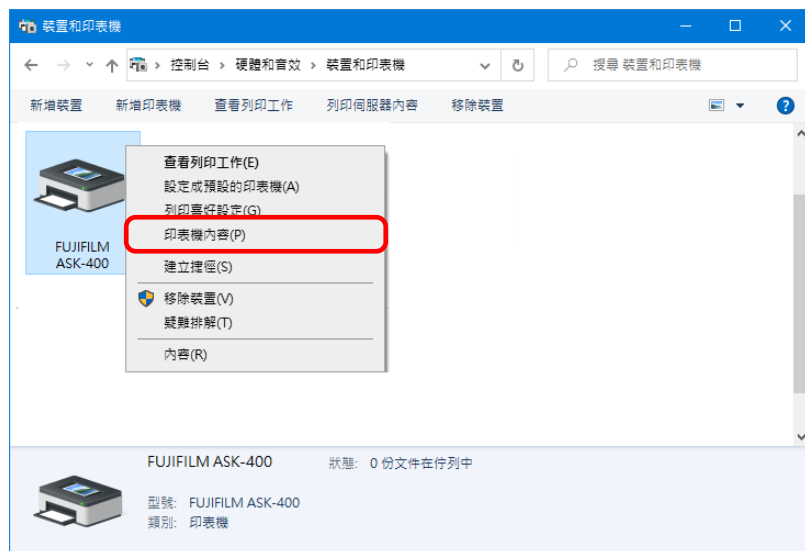 裝置和印表機
控制台 › 硬體和音效 › 裝置和印表機
搜尋 裝置和印表機
新增裝置 新增印表機 查看列印工作 列印伺服器內容 移除裝置
查看列印工作(E)
設定成預設的印表機(A)
列印喜好設定(G)
印表機內容(P)
建立捷徑(S)
移除裝置(V)
疑難排解(T)
內容(R)
FUJIFILM
ASK-400
FUJIFILM ASK-400 狀態: 0 份文件在佇列中
型號: FUJIFILM ASK-400
類別: 印表機